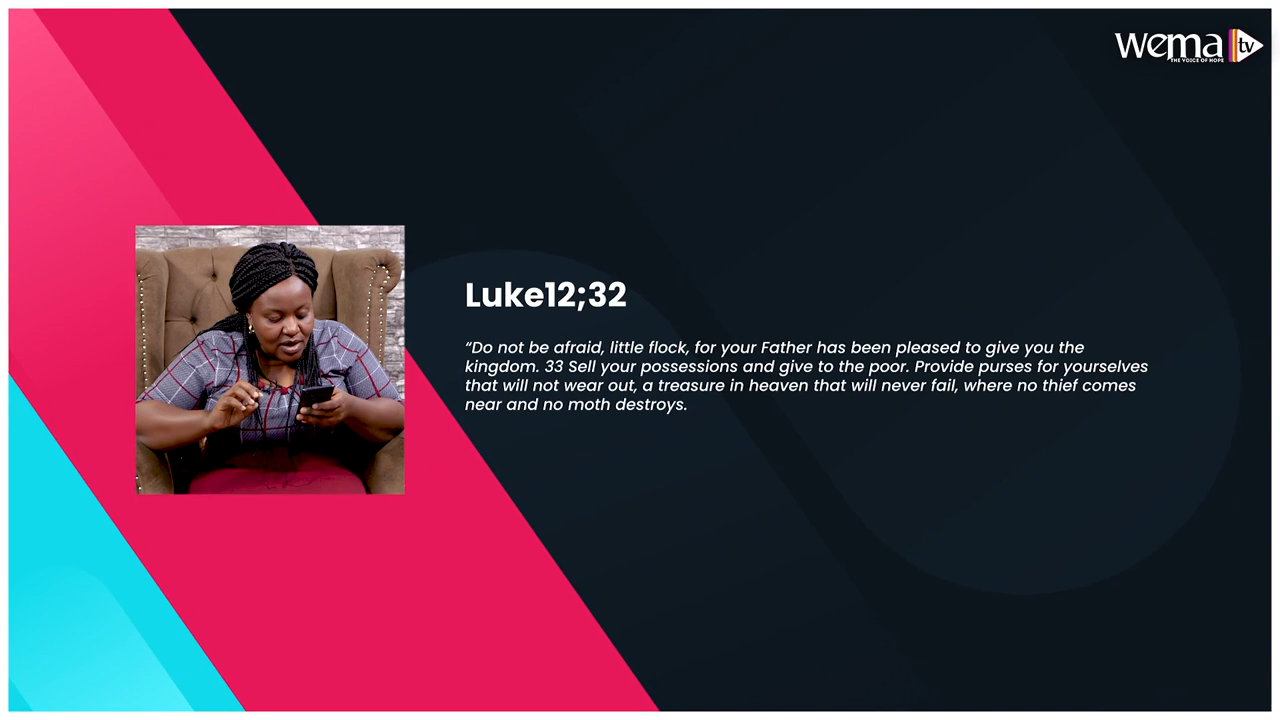 wema tv
THE VOICE OF HOPE
Luke12;32
“Do not be afraid, little flock, for your Father has been pleased to give you the
kingdom. 33 Sell your possessions and give to the poor. Provide purses for yourselves
that will not wear out, a treasure in heaven that will never fail, where no thief comes
near and no moth destroys.